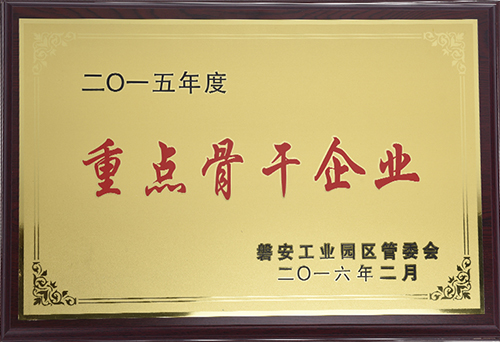 二〇一五年度
重点骨干企业
磐安工业园区管委会
二〇一六年二月